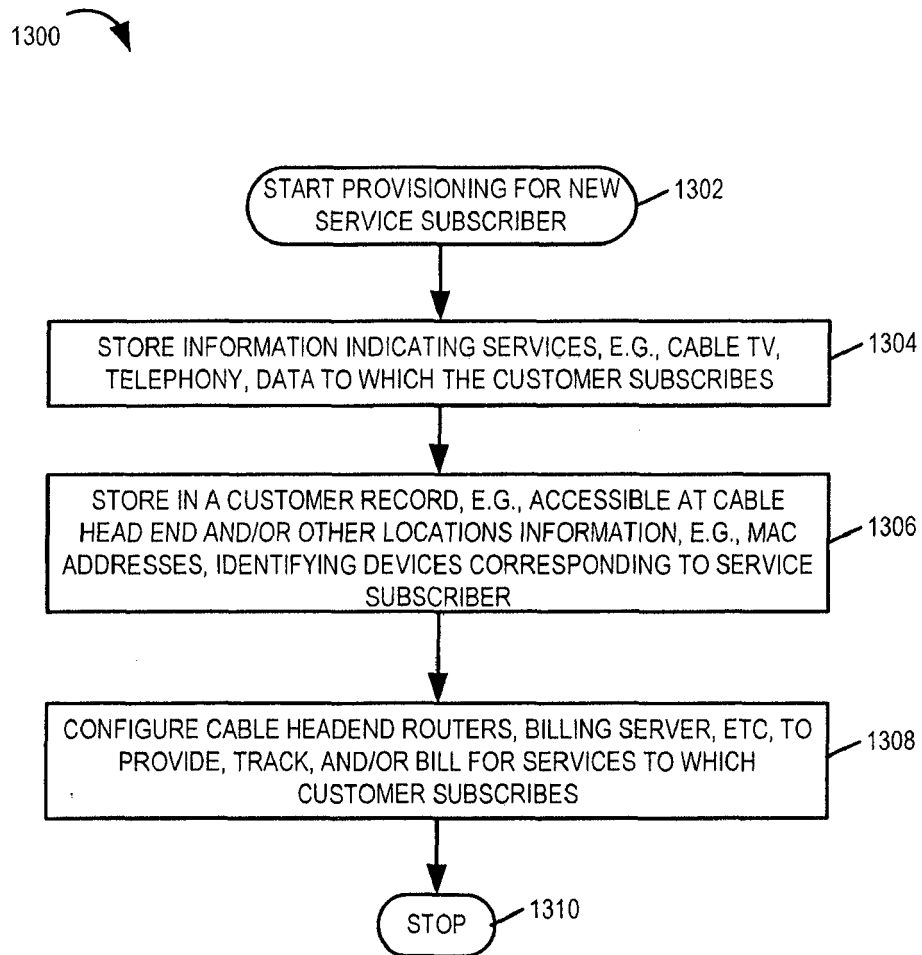 1300
START PROVISIONING FOR NEW
SERVICE SUBSCRIBER
1302
STORE INFORMATION INDICATING SERVICES, E.G., CABLE TV,
TELEPHONY, DATA TO WHICH THE CUSTOMER SUBSCRIBES
1304
STORE IN A CUSTOMER RECORD, E.G., ACCESSIBLE AT CABLE
HEAD END AND/OR OTHER LOCATIONS INFORMATION, E.G., MAC
ADDRESSES, IDENTIFYING DEVICES CORRESPONDING TO SERVICE
SUBSCRIBER
1306
CONFIGURE CABLE HEADEND ROUTERS, BILLING SERVER, ETC, TO
PROVIDE, TRACK, AND/OR BILL FOR SERVICES TO WHICH
CUSTOMER SUBSCRIBES
1308
STOP
1310